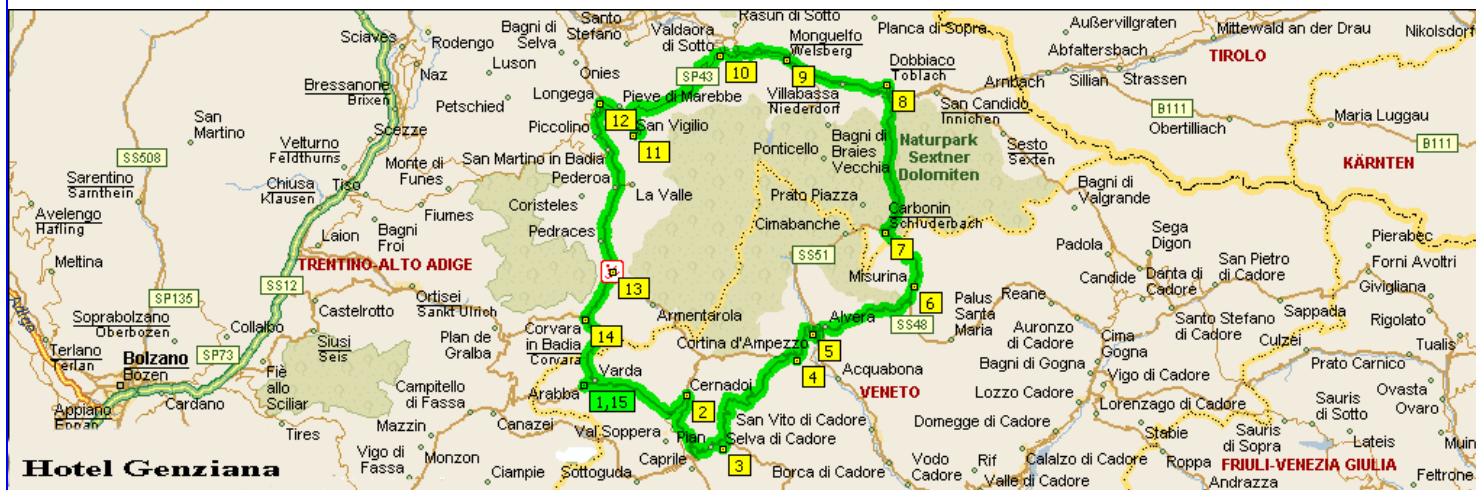 Sciaves
Rodengo
Bagni di
Selva
Santo
Stefano
Valdaora
di Sotto
Rasun di Sotto
Monguelfo
Welsberg
Planca di Sopra
Außervillgraten
Mittewald an der Drau
Nikolsdorf
Abfaltersbach
TIROLO
Naz
Luson
Onies
SP43
10
9
Dobbiaco
Toblach
Arnbach
Sillian
Strassen
Bressanone
Brixen
Petschied
Longega
Pieve di Marebbe
Villabassa
Niederdorf
8
San Candido
Innichen
B111
Obertilliach
Maria Luggau
San
Martino
Velturno
Feldthurns
Scezze
Piccolino
12
San Vigilio
11
Bagni di
Braies
Vecchia
Ponticello
Naturpark
Sextner
Dolomiten
Sesto
Sexten
B111
KÄRNTEN
SS508
Monte di
Funes
San Martino in Badia
Sarentino
Sarnthein
Chiusa
Klausen
Tiso
Pederoa
La Valle
Prato Piazza
Bagni di
Valgrande
Avelengo
Hafling
Fiumes
Coristeles
Cimabanche
Carbonin
Schluderbach
Laion
Bagni
Froi
Pedraces
7
SS51
Padola
Sega
Digon
Pierabec
Meltina
TRENTINO-ALTO ADIGE
Misurina
Candide
Danta di
Cadore
San Pietro
di Cadore
Forni Avoltri
SP135
SS12
Castelrotto
Ortisei
Sankt Ulrich
13
6
Palus
Santa
Maria
Reane
Givigliana
Adige
Soprabolzano
Oberbozen
Collalbo
Armentarola
Alvera
SS48
Auronzo
di Cadore
Santo Stefano
di Cadore
Sappada
Rigolato
Terlano
Terlan
SP73
Siusi
Seis
Plan de
Gralba
Corvara
in Badia
Corvara
14
Cortina d'Ampezzo
5
Cima
Gogna
Culzei
Tualis
Bolzano
Bozen
Fiè
allo
Sciliar
4
Acquabona
Bagni di Gogna
Vigo di Cadore
Prato Carnico
Varda
Arabba
1,15
Cernadoi
2
VENETO
Lozzo Cadore
Ovasta
Ovaro
Appiano
Eppan
Cardano
Campitello
di Fassa
Lorenzago di Cadore
Sauris
di Sotto
Mazzin
Canazei
Val Soppera
San Vito di Cadore
Domegge di Cadore
Stabie
Sauris
di Sopra
Tires
Plan
Selva di Cadore
Lateis
Muin
Vigo di
Fassa
Monzon
Caprile
3
Vodo
Cadore
Rif
Calalzo di Cadore
Roppa
FRIULI-VENEZIA GIULIA
Hotel Genziana
Ciampie
Sottoguda
Borca di Cadore
Valle di Cadore
Andrazza
Feltrone